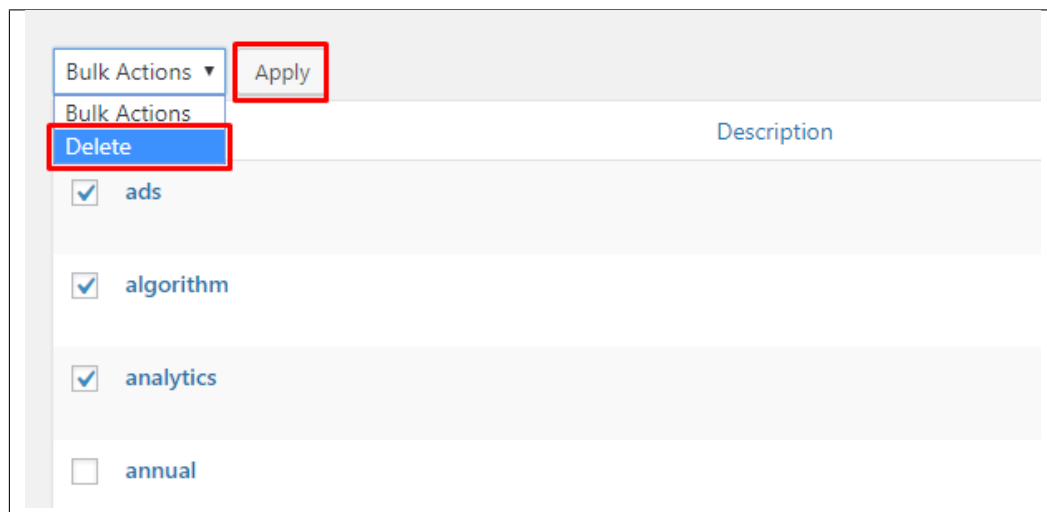 Bulk Actions ▼ Apply
Bulk Actions
Delete
Description
ads
algorithm
analytics
annual